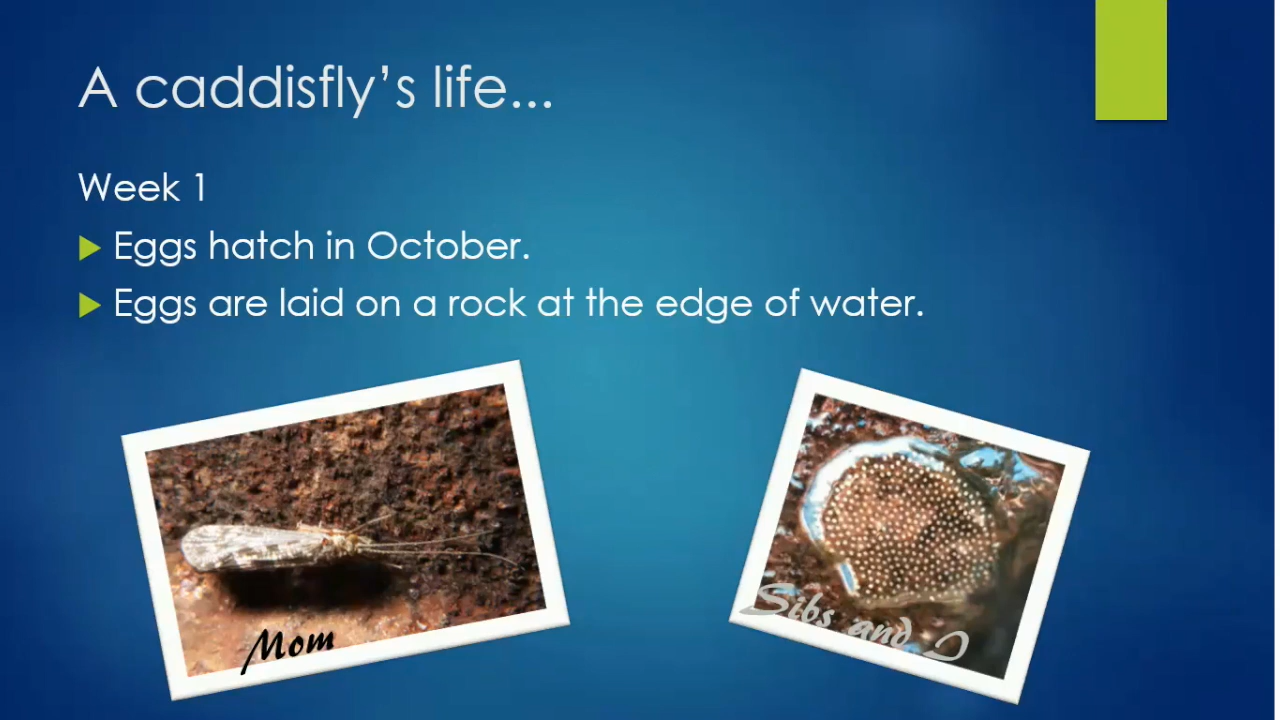 A caddisfly’s life...
Week 1
Eggs hatch in October.
Eggs are laid on a rock at the edge of water.
Mom
Sibs and I